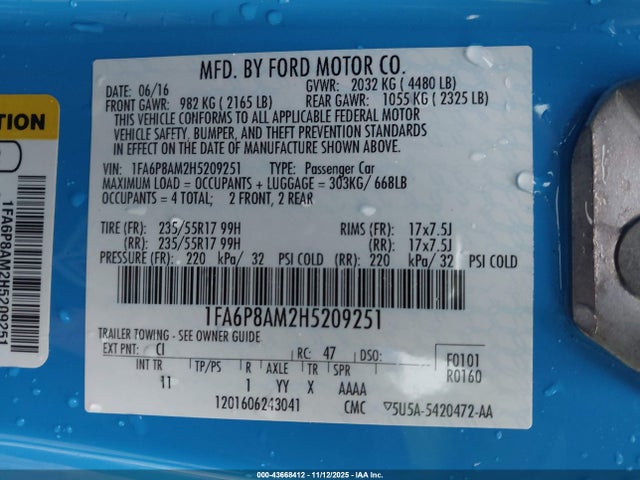 MFD. BY FORD MOTOR CO.
DATE: 06/16 GVWR: 2032 KG ( 4480 LB)
FRONT GAWR: 982 KG ( 2165 LB) REAR GAWR: 1055 KG ( 2325 LB)
THIS VEHICLE CONFORMS TO ALL APPLICABLE FEDERAL MOTOR
VEHICLE SAFETY, BUMPER, AND THEFT PREVENTION STANDARDS
IN EFFECT ON THE DATE OF MANUFACTURE SHOWN ABOVE.
VIN: 1FA6P8AM2H5209251 TYPE: Passenger Car
MAXIMUM LOAD = OCCUPANTS + LUGGAGE = 303KG/ 668LB
OCCUPANTS = 4 TOTAL; 2 FRONT, 2 REAR
TIRE (FR): 235/55R17 99H RIMS (FR): 17x7.5J
(RR): 235/55R17 99H (RR): 17x7.5J
PRESSURE (FR): 220 kPa/ 32 PSI COLD (RR): 220 kPa/ 32 PSI COLD
1FA6P8AM2H5209251
TRAILER TOWING - SEE OWNER GUIDE
EXT PNT: CI RC: 47 DSO: F0101
INT TR TP/PS R AXLE TR SPR R0160
11 1 YY X AAAA
1201606243041 CMC ▽5U5A-5420472-AA
TION
1FA6P8AM2H5209251
000-43668412 - 11/12/2025 - IAA Inc.